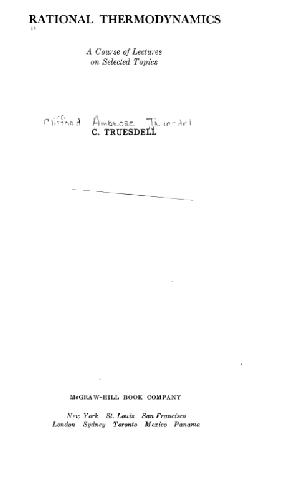 RATIONAL THERMODYNAMICS
A Course of Lectures
on Selected Topics
Clifford Ambrose
C. TRUESDELL
McGRAW-HILL BOOK COMPANY
New York St. Louis San Francisco
London Sydney Toronto Mexico Panama